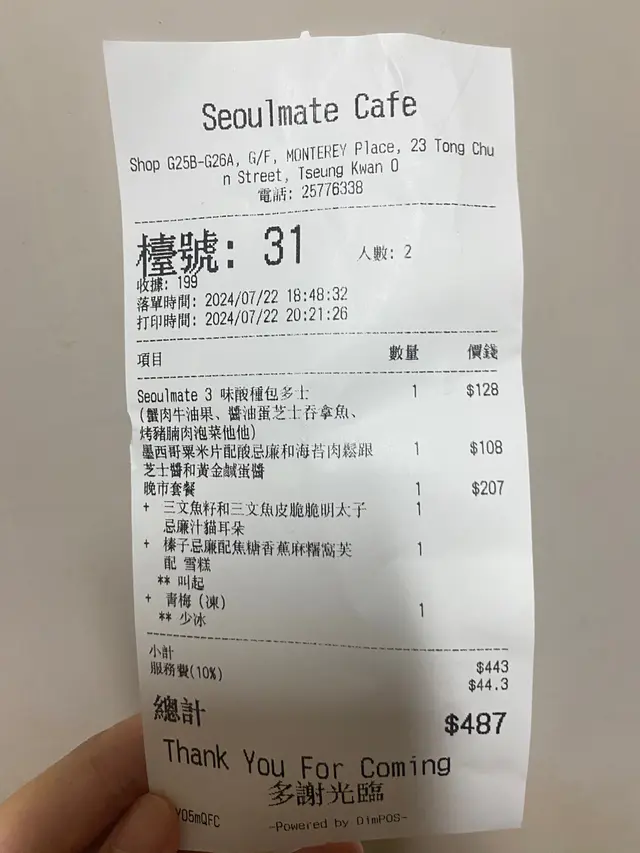 Seoulmate Cafe
Shop G25B-G26A, G/F, MONTEREY Place, 23 Tong Chu
n Street, Tseung Kwan O
電話: 25776338
檯號: 31 人數: 2
收據: 199
落單時間: 2024/07/22 18:48:32
打印時間: 2024/07/22 20:21:26
項目 數量 價錢
Seoulmate 3 味酸種包多士 1 $128
(蟹肉牛油果、醬油蛋芝士吞拿魚、
烤豬腩肉泡菜他他)
墨西哥粟米片配酸忌廉和海苔肉鬆跟 1 $108
芝士醬和黃金鹹蛋醬
晚市套餐 1 $207
+ 三文魚籽和三文魚皮脆脆明太子 1
忌廉汁貓耳朵
+ 榛子忌廉配焦糖香蕉麻糬窩芙 1
配 雪糕
** 叫起
+ 青梅 (凍) 1
** 少冰
小計 $443
服務費(10%) $44.3
總計 $487
Thank You For Coming
多謝光臨
Y05mQFC -Powered by DimPOS-